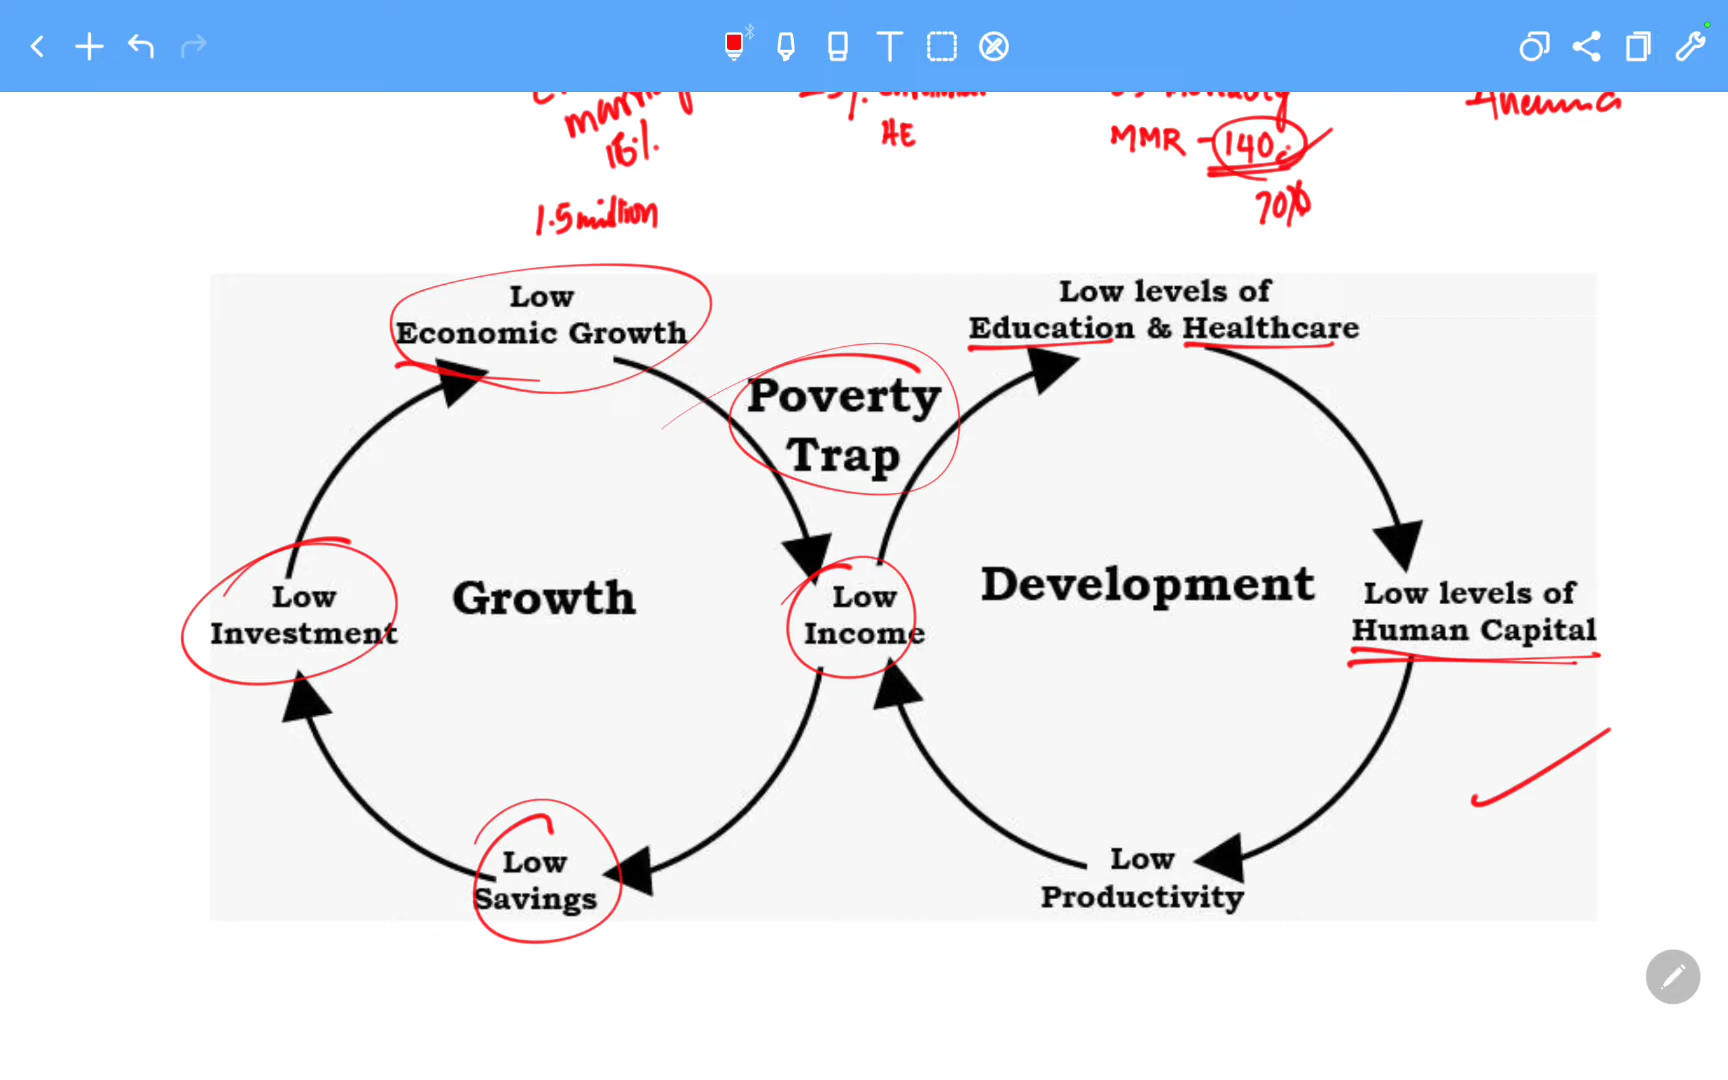 16%
HE
MMR - 140
70%
1.5 million
Low
Economic Growth
Low levels of
Education & Healthcare
Poverty
Trap
Low
Investment
Growth
Low
Income
Development
Low levels of
Human Capital
Low
Savings
Low
Productivity